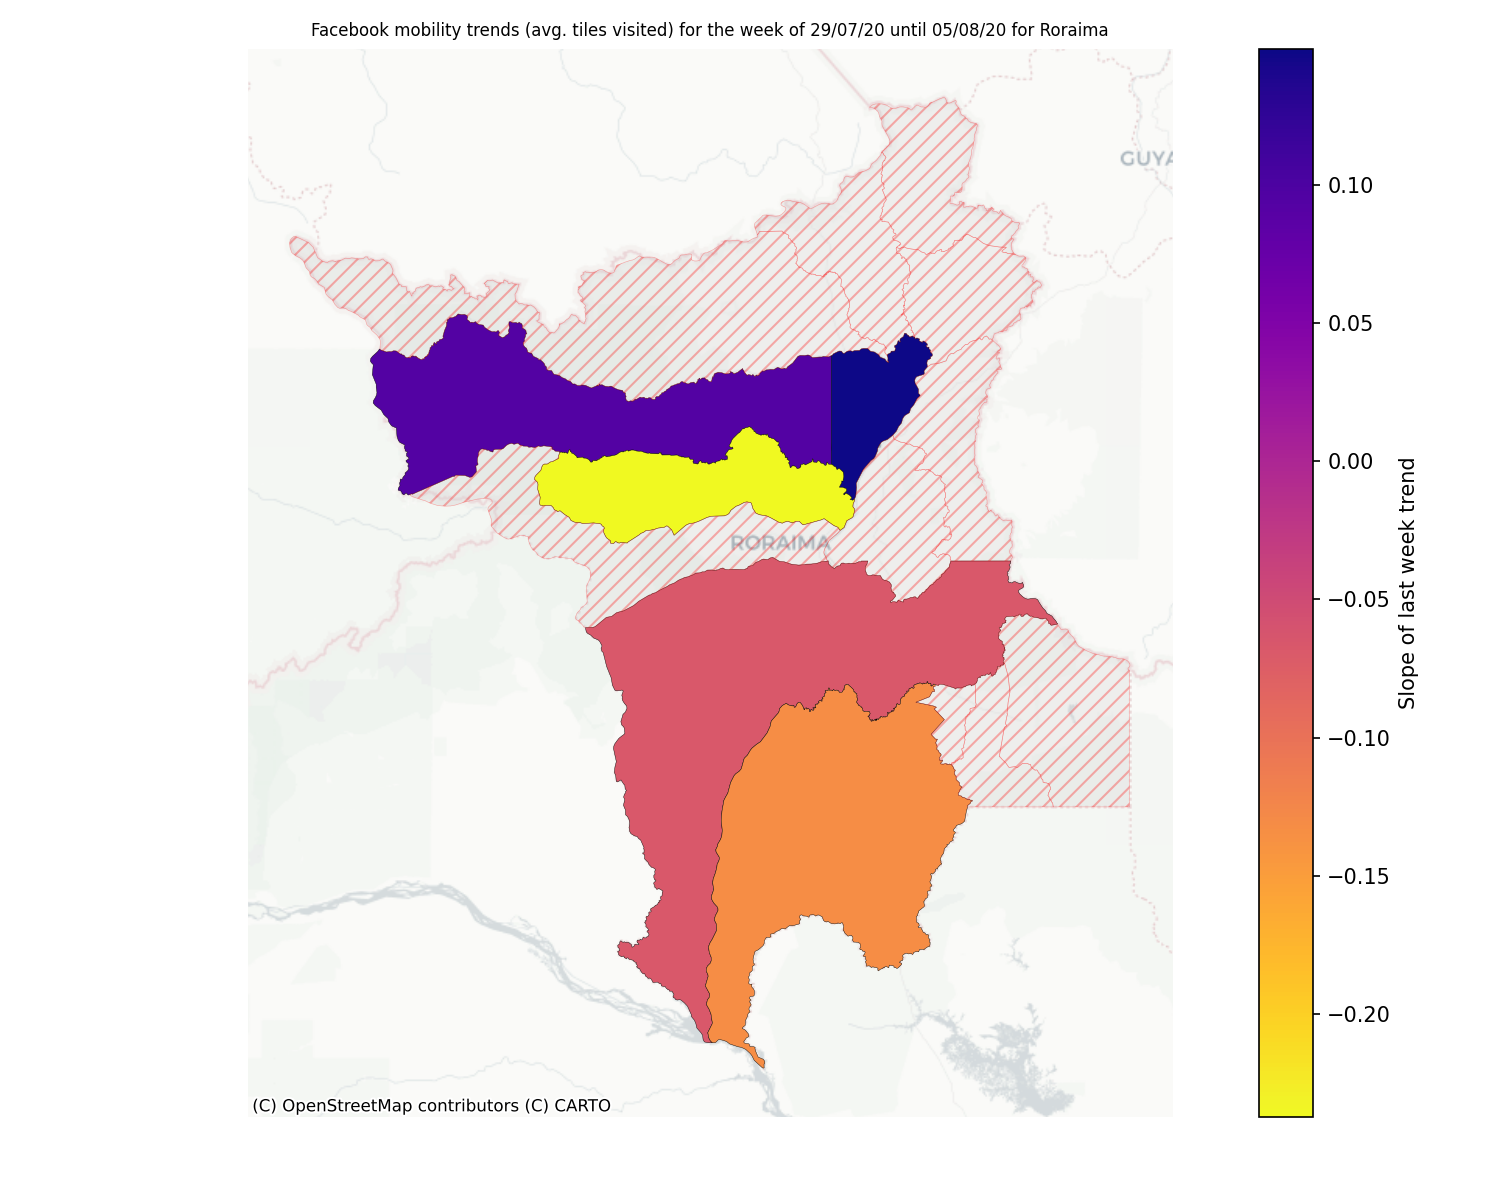 Facebook mobility trends (avg. tiles visited) for the week of 29/07/20 until 05/08/20 for Roraima
GUYA
0.10
0.05
0.00
−0.05
−0.10
−0.15
−0.20
Slope of last week trend
RORAIMA
(C) OpenStreetMap contributors (C) CARTO